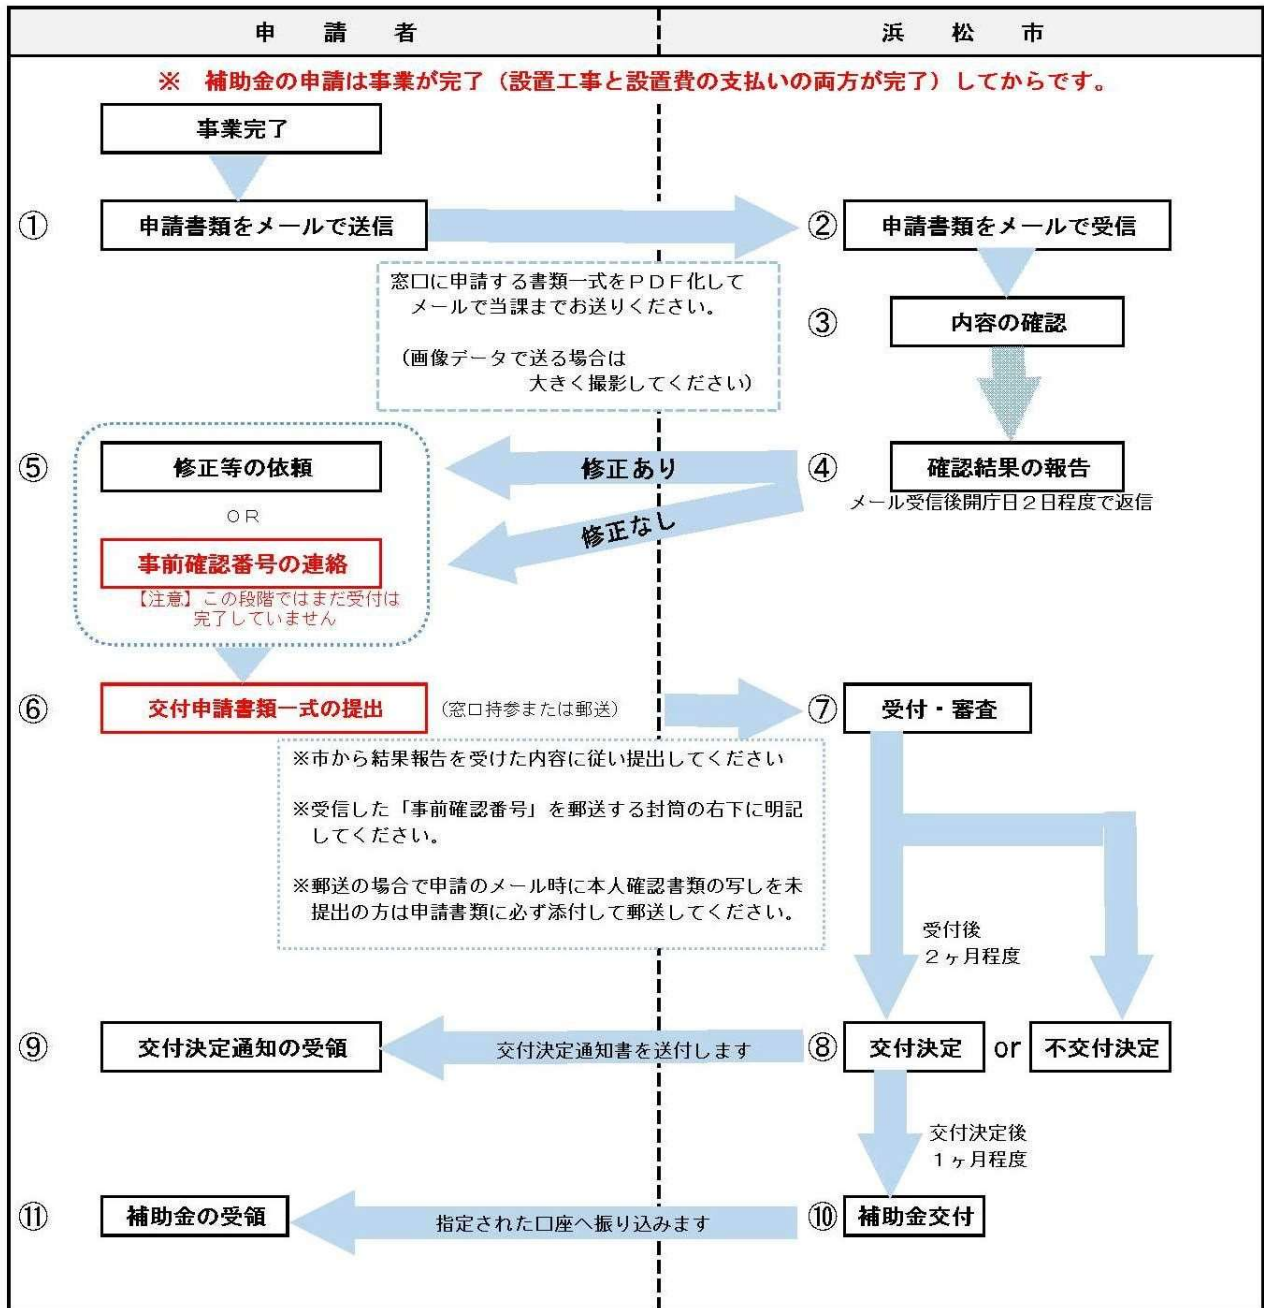 申請者
浜松市
※ 補助金の申請は事業が完了（設置工事と設置費の支払いの両方が完了）してからです。
事業完了
① 申請書類をメールで送信
② 申請書類をメールで受信
窓口に申請する書類一式をＰＤＦ化して
メールで当課までお送りください。
（画像データで送る場合は
大きく撮影してください）
③ 内容の確認
④ 確認結果の報告
メール受信後開庁日２日程度で返信
修正あり
修正なし
⑤ 修正等の依頼
ＯＲ
事前確認番号の連絡
【注意】この段階ではまだ受付は
完了していません
⑥ 交付申請書類一式の提出 （窓口持参または郵送）
⑦ 受付・審査
※市から結果報告を受けた内容に従い提出してください
※受信した「事前確認番号」を郵送する封筒の右下に明記
してください。
※郵送の場合で申請のメール時に本人確認書類の写しを未
提出の方は申請書類に必ず添付して郵送してください。
受付後
２ヶ月程度
⑧ 交付決定 or 不交付決定
交付決定通知書を送付します
⑨ 交付決定通知の受領
交付決定後
１ヶ月程度
⑩ 補助金交付
指定された口座へ振り込みます
⑪ 補助金の受領